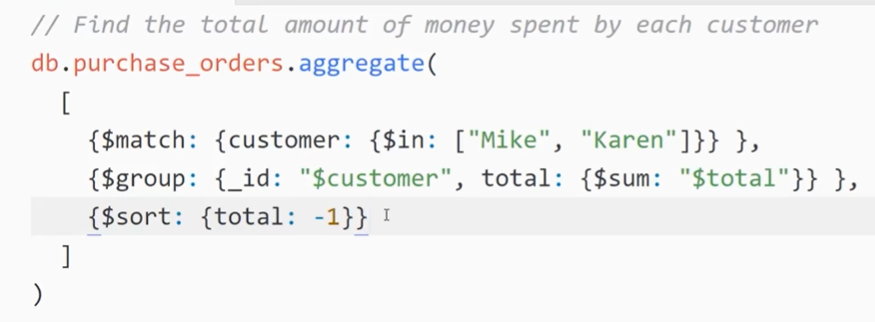 // Find the total amount of money spent by each customer
db.purchase_orders.aggregate(
[
{$match: {customer: {$in: ["Mike", "Karen"]}} },
{$group: {_id: "$customer", total: {$sum: "$total"}} },
{$sort: {total: -1}}
]
)